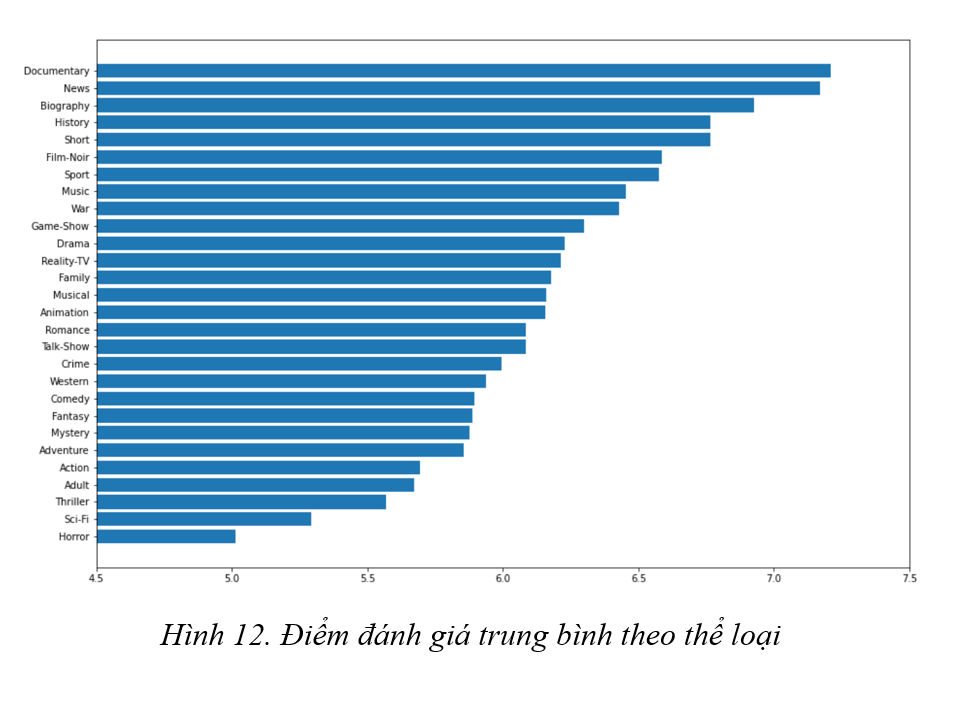 Documentary
News
Biography
History
Short
Film-Noir
Sport
Music
War
Game-Show
Drama
Reality-TV
Family
Musical
Animation
Romance
Talk-Show
Crime
Western
Comedy
Fantasy
Mystery
Adventure
Action
Adult
Thriller
Sci-Fi
Horror
4.5 5.0 5.5 6.0 6.5 7.0 7.5
Hình 12. Điểm đánh giá trung bình theo thể loại